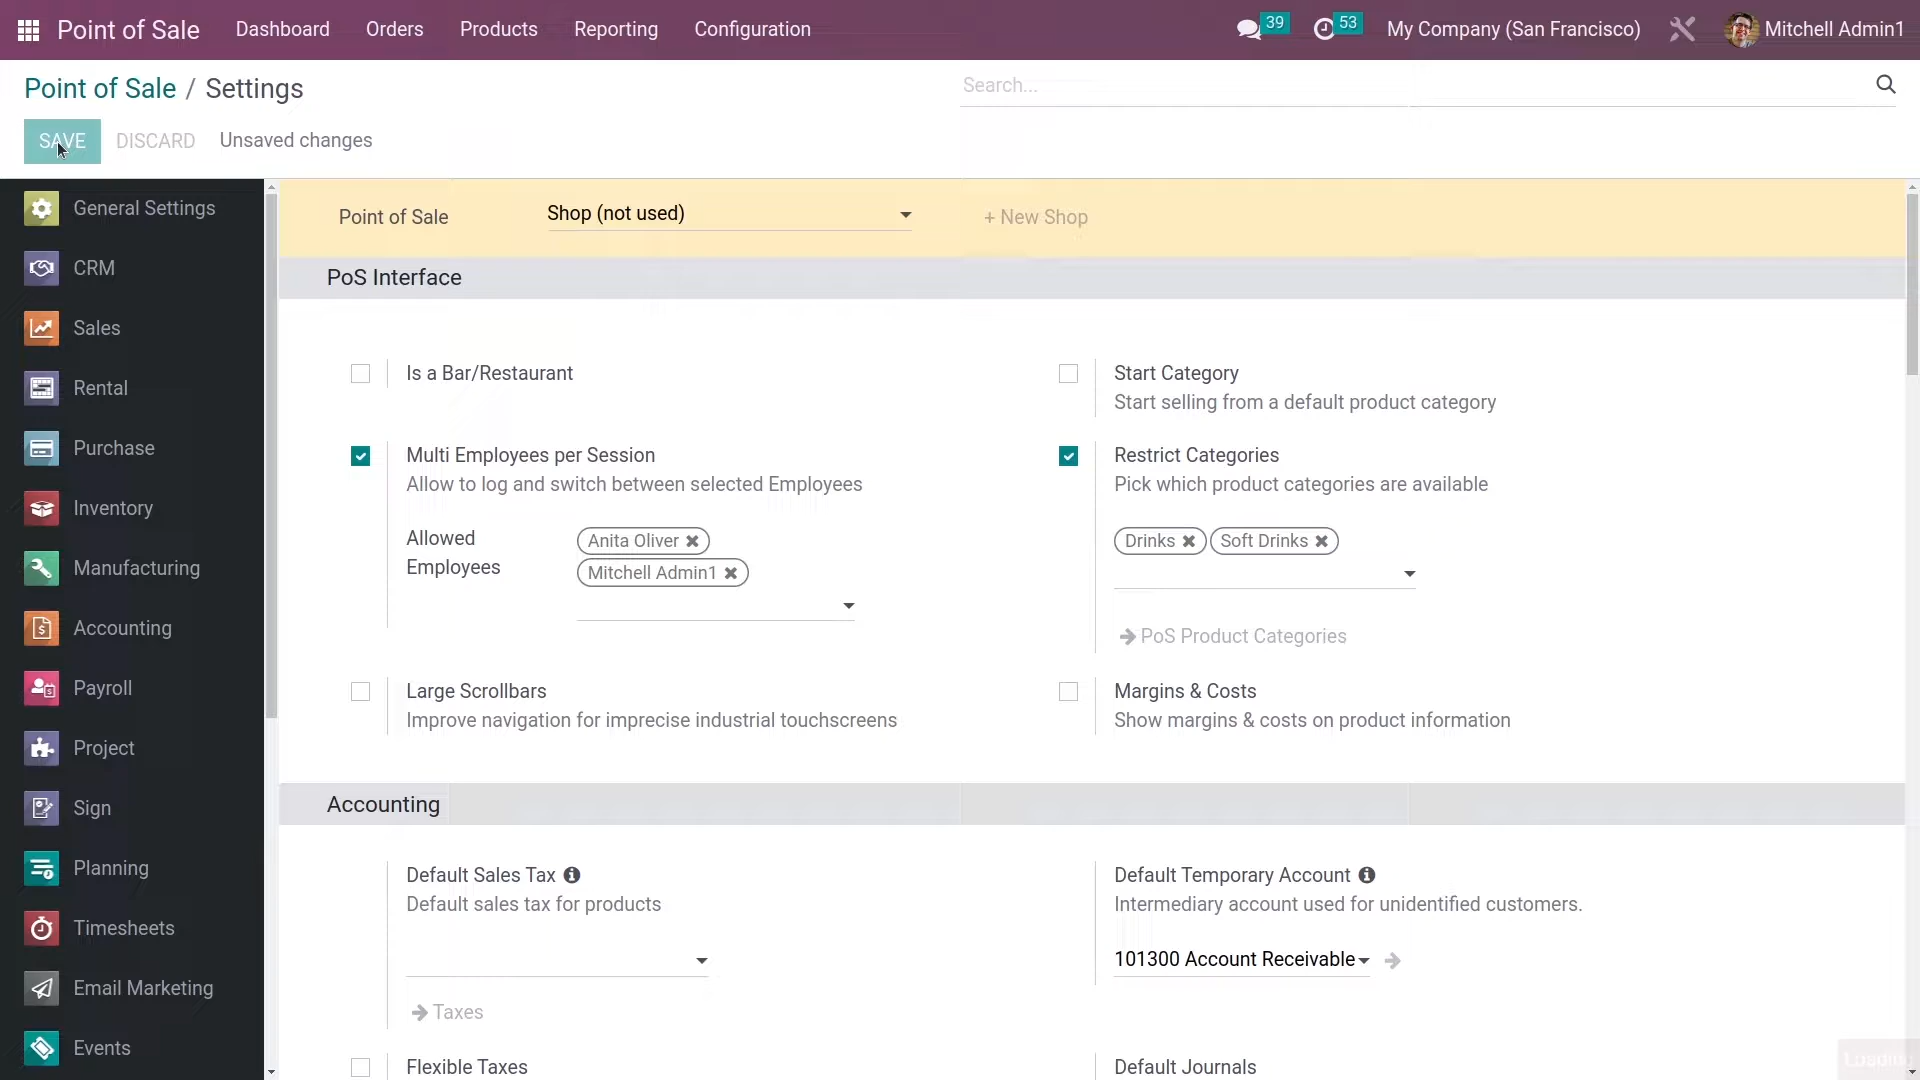 Point of Sale Dashboard Orders Products Reporting Configuration 39 53 My Company (San Francisco) Mitchell Admin1
Point of Sale / Settings
Search...
SAVE DISCARD Unsaved changes
General Settings
CRM
Sales
Rental
Purchase
Inventory
Manufacturing
Accounting
Payroll
Project
Sign
Planning
Timesheets
Email Marketing
Events
Point of Sale Shop (not used) + New Shop
PoS Interface
Is a Bar/Restaurant
Start Category
Start selling from a default product category
Multi Employees per Session
Allow to log and switch between selected Employees
Allowed
Employees
Anita Oliver
Mitchell Admin1
Restrict Categories
Pick which product categories are available
Drinks Soft Drinks
PoS Product Categories
Large Scrollbars
Improve navigation for imprecise industrial touchscreens
Margins & Costs
Show margins & costs on product information
Accounting
Default Sales Tax
Default sales tax for products
Taxes
Default Temporary Account
Intermediary account used for unidentified customers.
101300 Account Receivable
Flexible Taxes
Default Journals
Loading